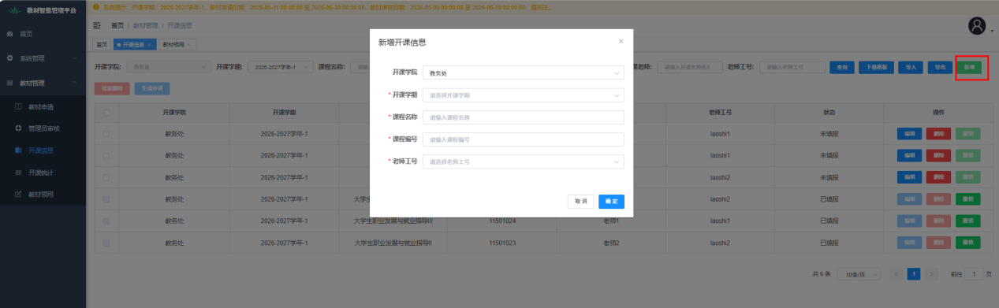 教材智能管理平台
系统提示：开课学期：2026-2027学年-1，教材申请日期：2026-05-11 00:00:00 至 2026-06-30 00:00:00，教材审核日期：2026-05-03 00:00:00 至 2026-06-10 00:00:00，请关注。
首页 / 教材管理 / 开课信息
首页 开课信息 × 教材领用 ×
首页
系统管理
教材管理
教材申请
管理员审核
开课信息
开课统计
教材领用
开课学院: 教务处 开课学期: 2026-2027学年-1 课程名称: 请输 课老师: 请输入开课老师姓名 老师工号: 请输入老师工号 查询 下载模板 导入 导出 新增
批量删除 生成申请
新增开课信息 ×
开课学院 教务处
* 开课学期 请选择开课学期
* 课程名称 请输入课程名称
* 课程编号 请输入课程编号
* 老师工号 请选择老师工号
取消 确定
开课学院 开课学期 老师工号 状态 操作
教务处 2026-2027学年-1 laoshi1 未填报 编辑 删除 撤销
教务处 2026-2027学年-1 laoshi1 未填报 编辑 删除 撤销
教务处 2026-2027学年-1 laoshi2 未填报 编辑 删除 撤销
教务处 2026-2027学年-1 大学生 laoshi2 已填报 编辑 删除 撤销
教务处 2026-2027学年-1 大学生职业发展与就业指导III 11501024 老师1 laoshi1 已填报 编辑 删除 撤销
教务处 2026-2027学年-1 大学生职业发展与就业指导II 11501023 老师2 laoshi2 已填报 编辑 删除 撤销
共 6 条 10条/页 < 1 > 前往 1 页